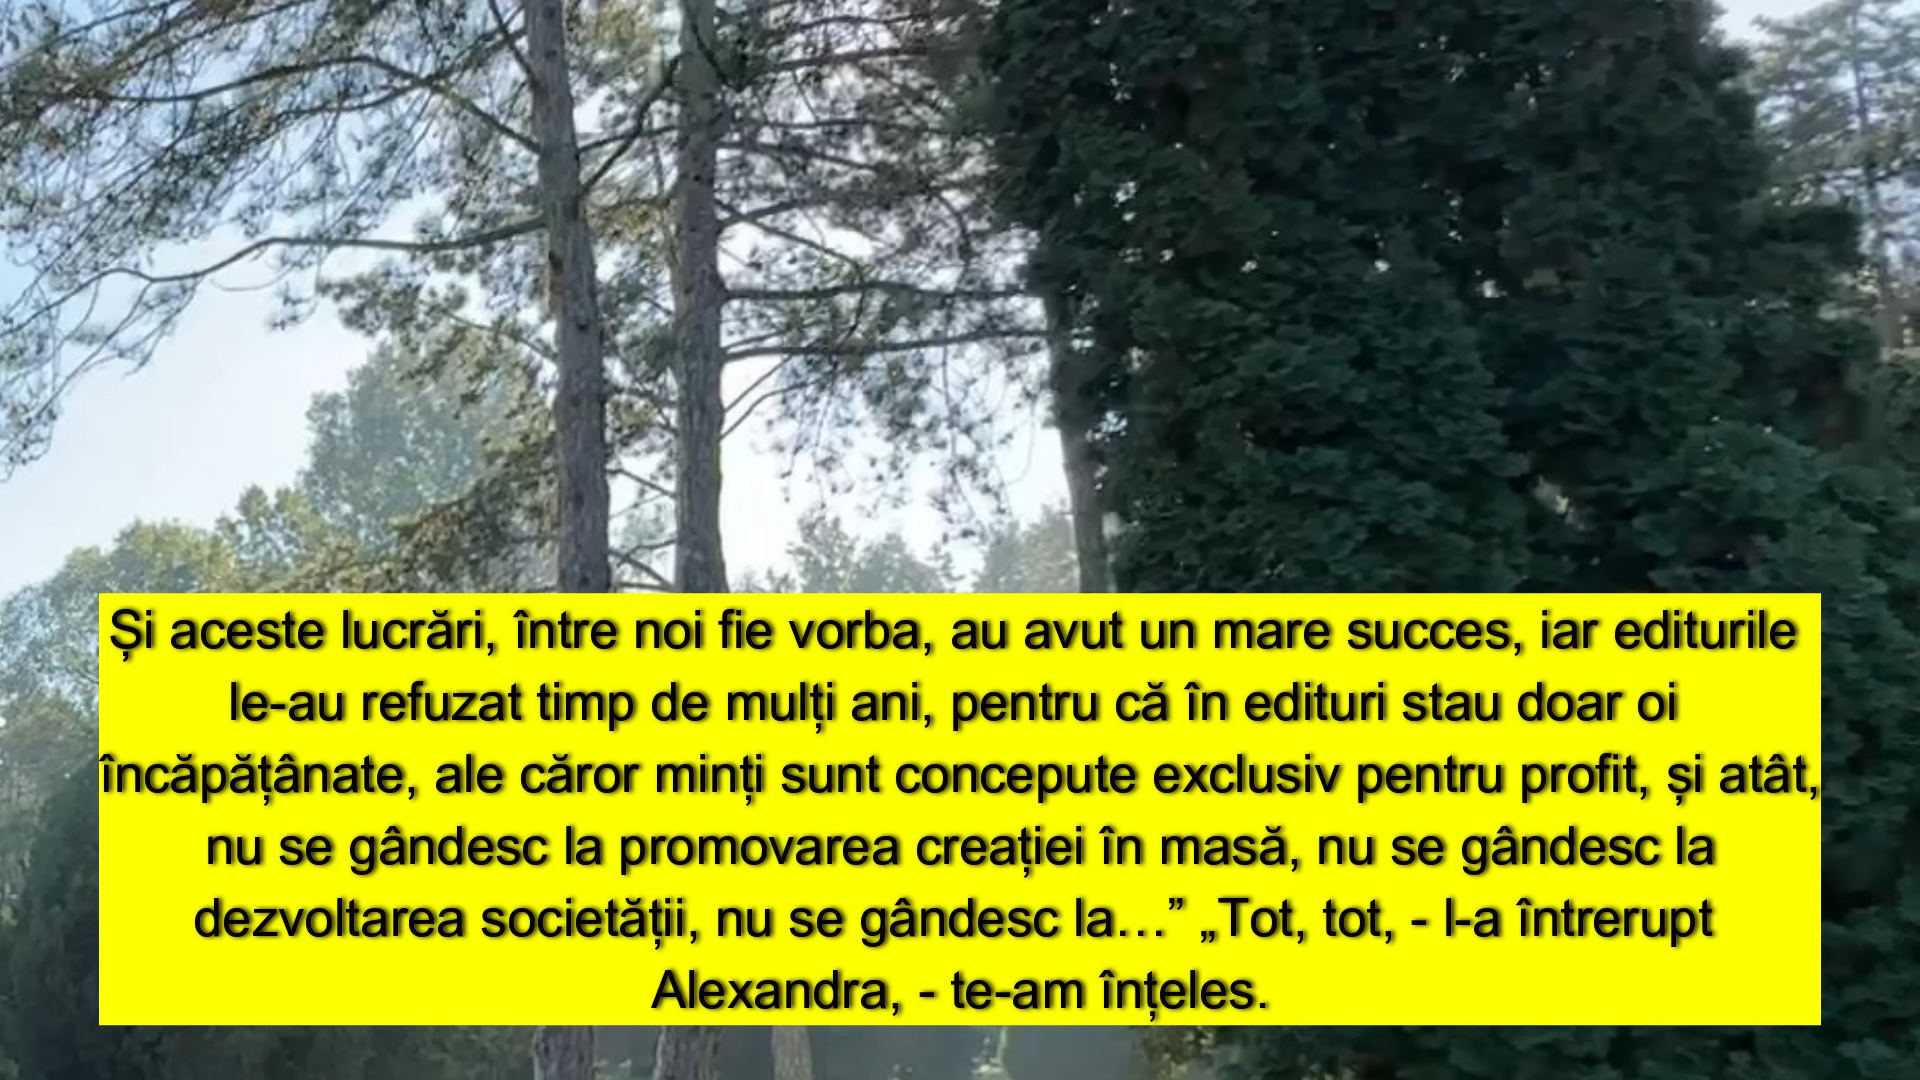 Și aceste lucrări, între noi fie vorba, au avut un mare succes, iar editurile
le-au refuzat timp de mulți ani, pentru că în edituri stau doar oi
încăpățânate, ale căror minți sunt concepute exclusiv pentru profit, și atât,
nu se gândesc la promovarea creației în masă, nu se gândesc la
dezvoltarea societății, nu se gândesc la…” „Tot, tot, - l-a întrerupt
Alexandra, - te-am înțeles.